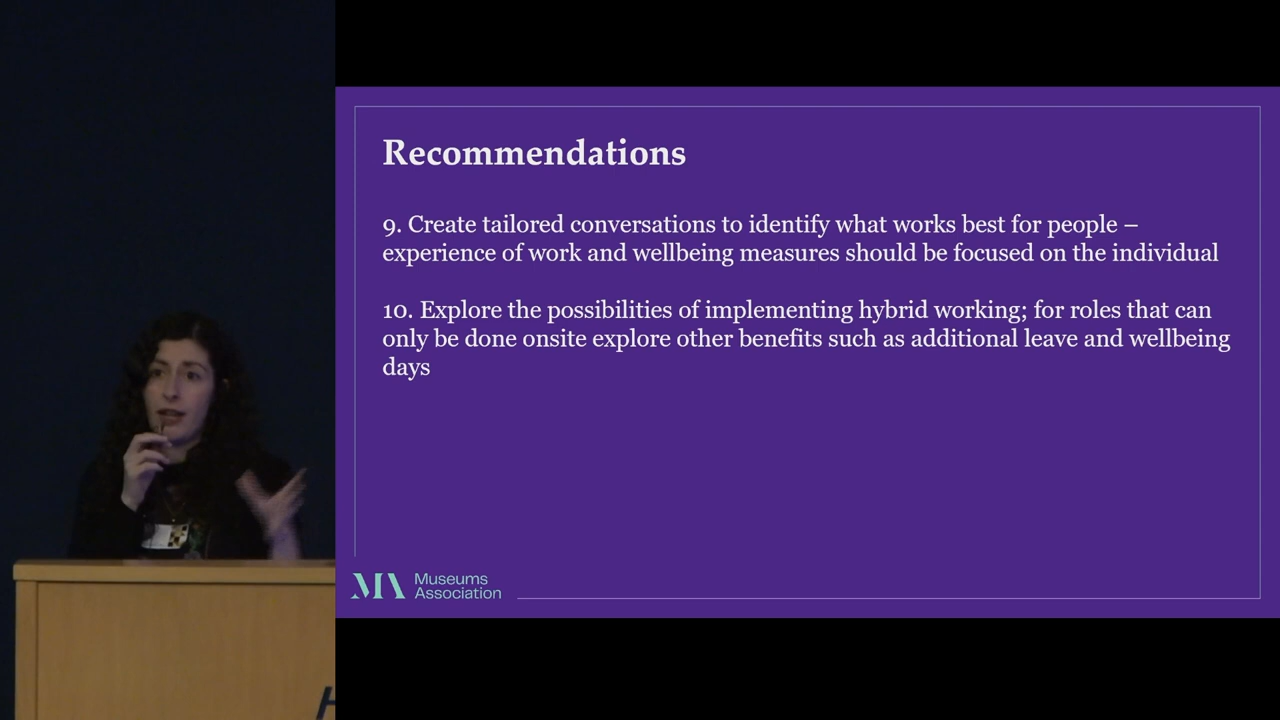 Recommendations
9. Create tailored conversations to identify what works best for people –
experience of work and wellbeing measures should be focused on the individual
10. Explore the possibilities of implementing hybrid working; for roles that can
only be done onsite explore other benefits such as additional leave and wellbeing
days
MA Museums
Association
H